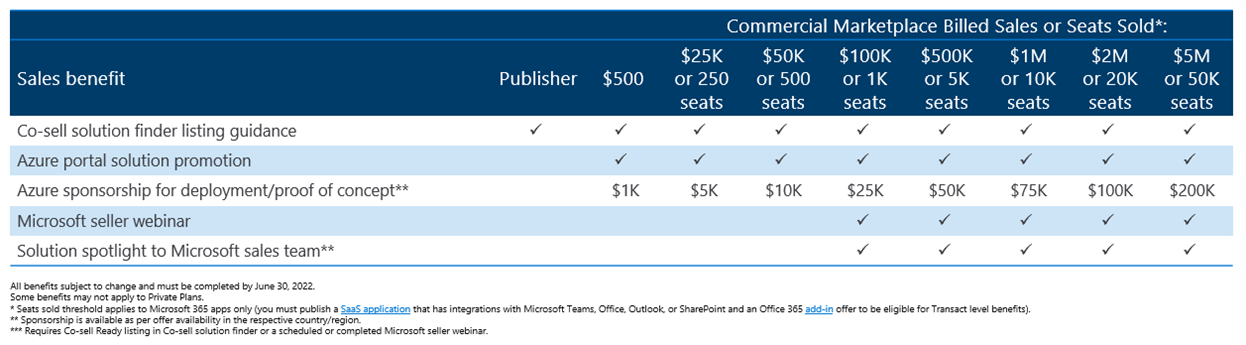 Commercial Marketplace Billed Sales or Seats Sold*:
Sales benefit Publisher $500 $25K or 250 seats $50K or 500 seats $100K or 1K seats $500K or 5K seats $1M or 10K seats $2M or 20K seats $5M or 50K seats
Co-sell solution finder listing guidance ✓ ✓ ✓ ✓ ✓ ✓ ✓ ✓ ✓
Azure portal solution promotion ✓ ✓ ✓ ✓ ✓ ✓ ✓ ✓
Azure sponsorship for deployment/proof of concept** $1K $5K $10K $25K $50K $75K $100K $200K
Microsoft seller webinar ✓ ✓ ✓ ✓ ✓
Solution spotlight to Microsoft sales team** ✓ ✓ ✓ ✓ ✓
All benefits subject to change and must be completed by June 30, 2022.
Some benefits may not apply to Private Plans.
* Seats sold threshold applies to Microsoft 365 apps only (you must publish a SaaS application that has integrations with Microsoft Teams, Office, Outlook, or SharePoint and an Office 365 add-in offer to be eligible for Transact level benefits).
** Sponsorship is available as per offer availability in the respective country/region.
*** Requires Co-sell Ready listing in Co-sell solution finder or a scheduled or completed Microsoft seller webinar.